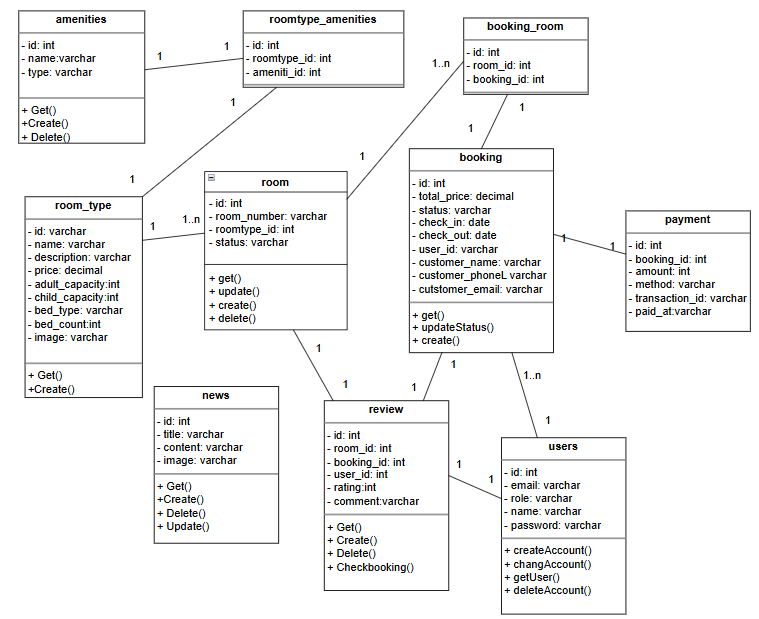 amenities
- id: int
- name:varchar
- type: varchar
+ Get()
+Create()
+ Delete()
1
1
roomtype_amenities
- id: int
- roomtype_id: int
- ameniti_id: int
1
1
booking_room
- id: int
- room_id: int
- booking_id: int
1..n
1
1
1
room_type
- id: varchar
- name: varchar
- description: varchar
- price: decimal
- adult_capacity:int
- child_capacity:int
- bed_type: varchar
- bed_count:int
- image: varchar
+ Get()
+Create()
1
1..n
room
- id: int
- room_number: varchar
- roomtype_id: int
- status: varchar
+ get()
+ update()
+ create()
+ delete()
booking
- id: int
- total_price: decimal
- status: varchar
- check_in: date
- check_out: date
- user_id: varchar
- customer_name: varchar
- customer_phoneL varchar
- cutstomer_email: varchar
+ get()
+ updateStatus()
+ create()
1
1
payment
- id: int
- booking_id: int
- amount: int
- method: varchar
- transaction_id: varchar
- paid_at:varchar
1
1
1
1
1..n
1
news
- id: int
- title: varchar
- content: varchar
- image: varchar
+ Get()
+Create()
+ Delete()
+ Update()
review
- id: int
- room_id: int
- booking_id: int
- user_id: int
- rating:int
- comment:varchar
+ Get()
+ Create()
+ Delete()
+ Checkbooking()
1
1
users
- id: int
- email: varchar
- role: varchar
- name: varchar
- password: varchar
+ createAccount()
+ changAccount()
+ getUser()
+ deleteAccount()